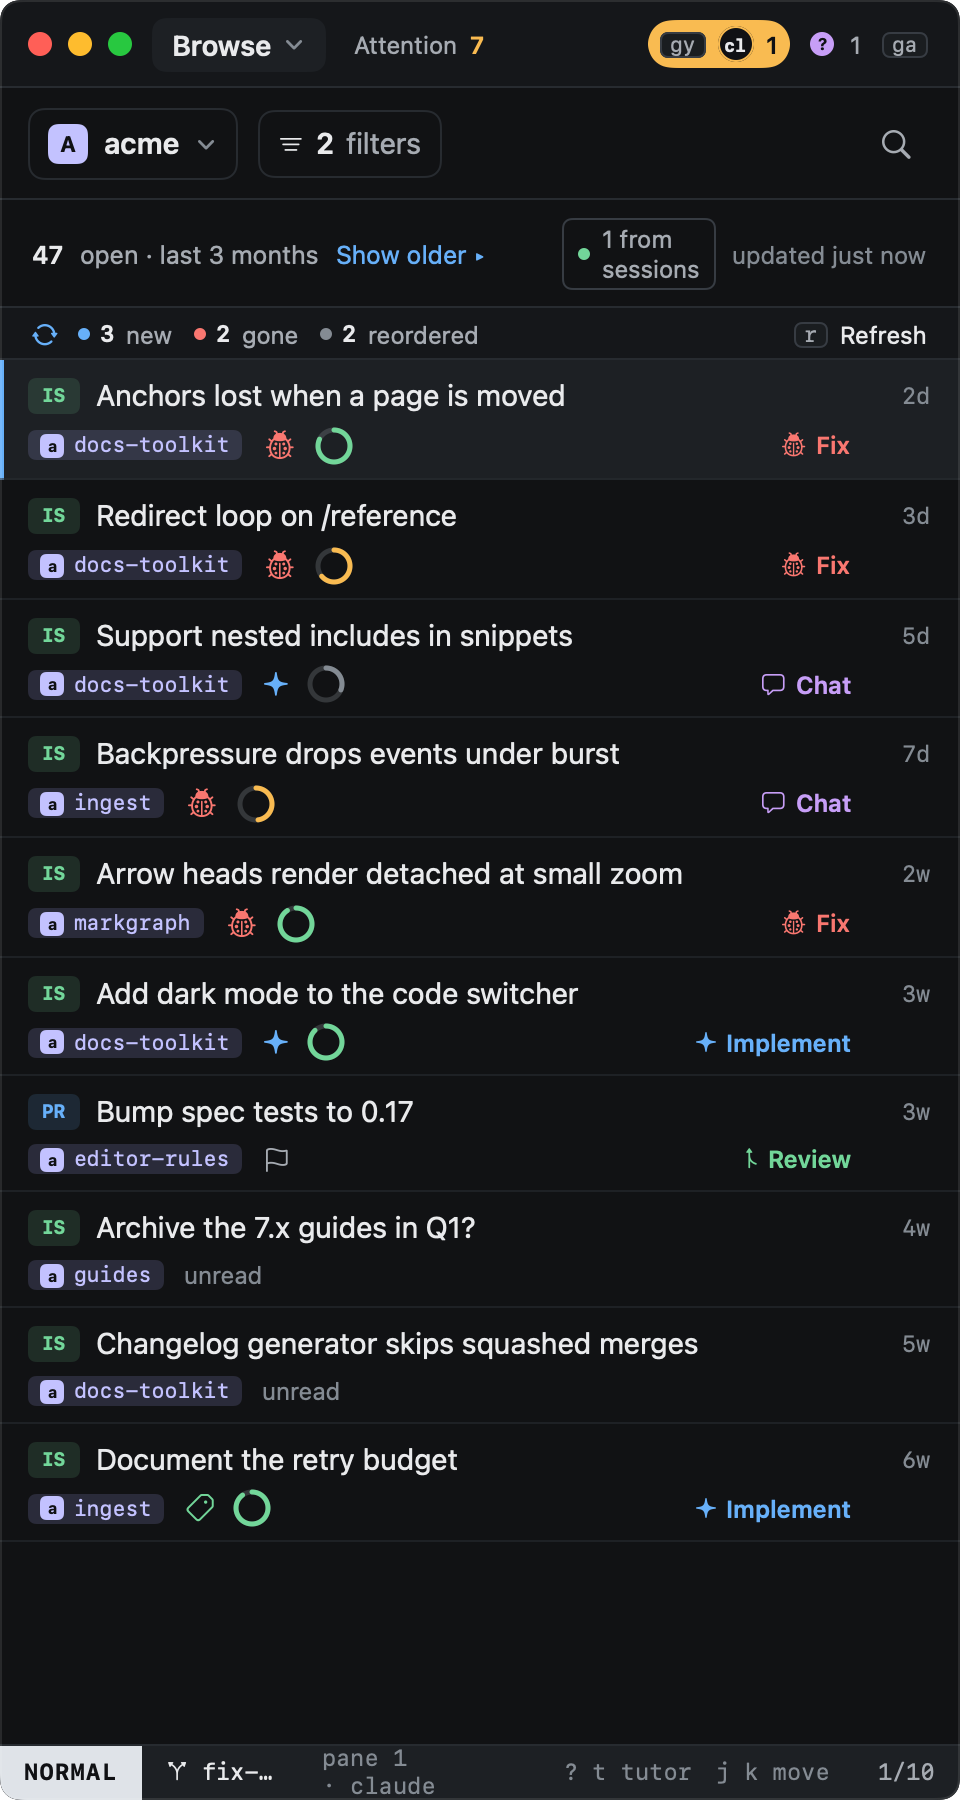 Browse Attention 7 gy cl 1 ? 1 ga
A acme 2 filters
47 open · last 3 months Show older ▸ 1 from sessions updated just now
3 new 2 gone 2 reordered r Refresh
IS Anchors lost when a page is moved 2d
a docs-toolkit Fix
IS Redirect loop on /reference 3d
a docs-toolkit Fix
IS Support nested includes in snippets 5d
a docs-toolkit Chat
IS Backpressure drops events under burst 7d
a ingest Chat
IS Arrow heads render detached at small zoom 2w
a markgraph Fix
IS Add dark mode to the code switcher 3w
a docs-toolkit Implement
PR Bump spec tests to 0.17 3w
a editor-rules Review
IS Archive the 7.x guides in Q1? 4w
a guides unread
IS Changelog generator skips squashed merges 5w
a docs-toolkit unread
IS Document the retry budget 6w
a ingest Implement
NORMAL fix-… pane 1 · claude ? t tutor j k move 1/10